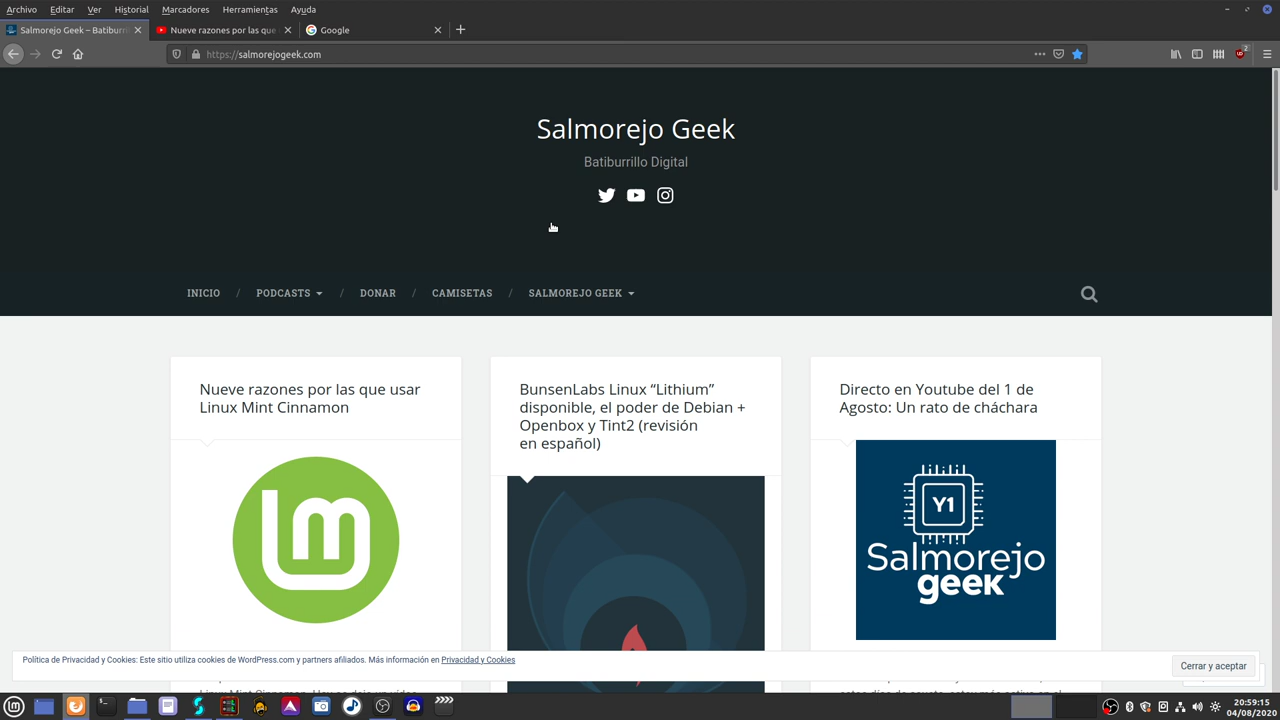 Archivo Editar Ver Historial Marcadores Herramientas Ayuda
Salmorejo Geek – Batiburri
Nueve razones por las que
Google
https://salmorejogeek.com
2
Salmorejo Geek
Batiburrillo Digital
INICIO / PODCASTS / DONAR / CAMISETAS / SALMOREJO GEEK
Nueve razones por las que usar
Linux Mint Cinnamon
BunsenLabs Linux “Lithium”
disponible, el poder de Debian +
Openbox y Tint2 (revisión
en español)
Directo en Youtube del 1 de
Agosto: Un rato de cháchara
Y1
Salmorejo
geek
Política de Privacidad y Cookies: Este sitio utiliza cookies de WordPress.com y partners afiliados. Más información en Privacidad y Cookies
Cerrar y aceptar
20:59:15
04/08/2020